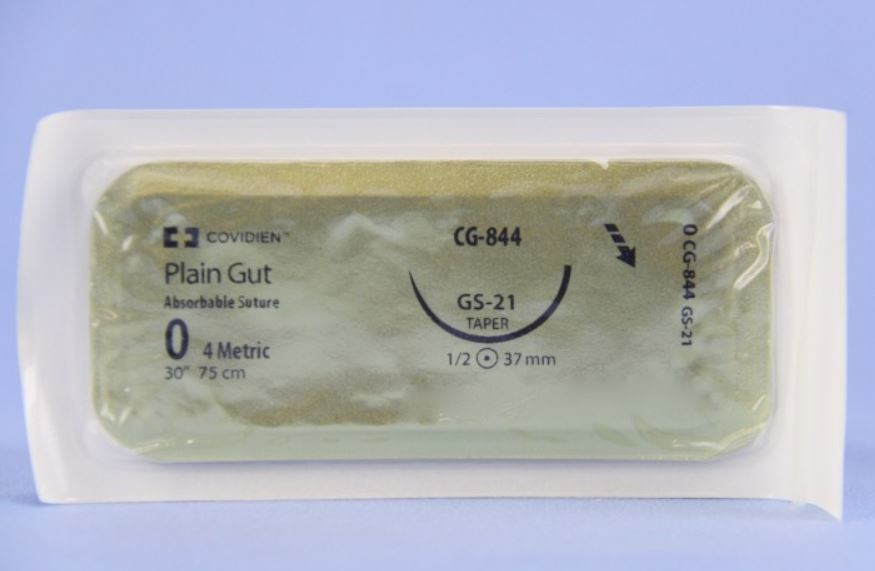 COVIDIEN™
Plain Gut
Absorbable Suture
0 4 Metric
30" 75 cm
CG-844
GS-21
TAPER
1/2 37 mm
0 CG-844 GS-21